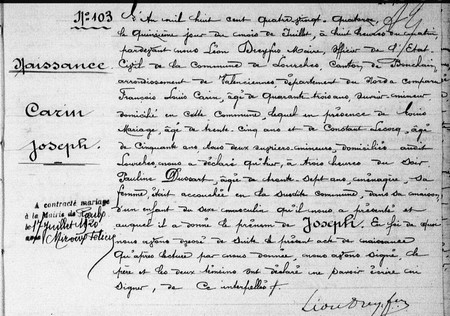 N° 103
Naissance
Carin
Joseph.
A contracté mariage
à la Mairie de
le 17 Juillet 1920
avec
L'An mil huit cent quatre-vingt-quatorze,
le quinzième jour du mois de Juillet, à huit heures du matin,
pardevant nous Léon Dreyfus Maire, officier de l'Etat
Civil de la Commune de Lourches, Canton de Bouchain,
arrondissement de Valenciennes, département du Nord a comparu
François Louis Carin, âgé de quarante trois ans, ouvrier-mineur
domicilié en cette Commune, lequel en présence de Louis
Mariage, âgé de trente-cinq ans et de Constant Lecocq, âgé
de cinquante ans, tous deux ouvriers-mineurs, domiciliés audit
Lourches, nous a déclaré qu'hier, à trois heures du soir
Pauline Dussart, âgée de trente sept ans, ménagère, sa
femme, était accouchée en la susdite commune, dans sa maison,
d'un enfant du sexe masculin qu'il nous a présenté et
auquel il a donné le prénom de Joseph. En foi de quoi
nous avons dressé de suite le présent acte de naissance
qu'après lecture par nous donnée, nous avons signé, le
père et les deux témoins ont déclaré ne savoir écrire ni
signer, de ce interpellés.
Léon Dreyfus